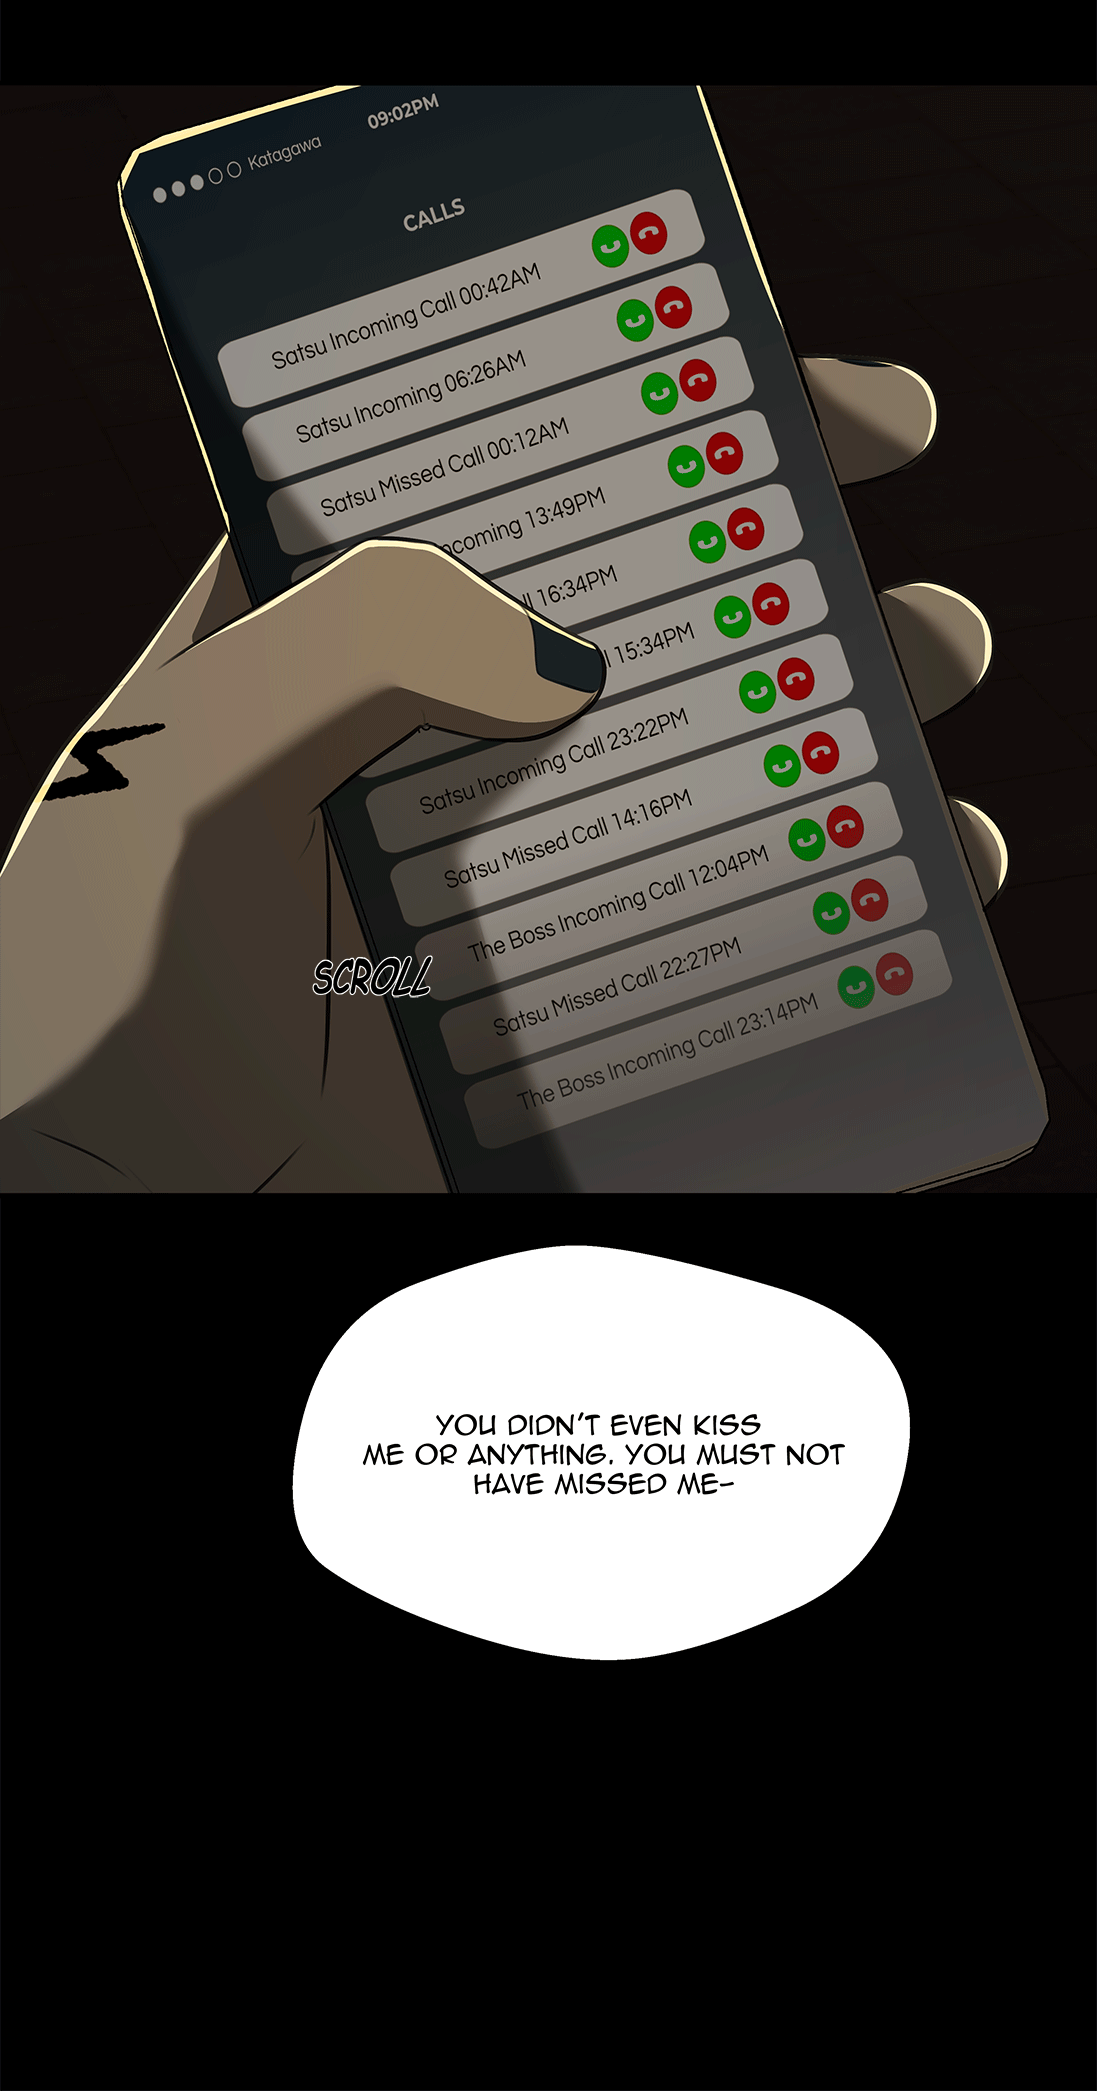 09:02PM
Katagawa
CALLS
Satsu Incoming Call 00:42AM
Satsu Incoming 06:26AM
Satsu Missed Call 00:12AM
13:49PM
16:34PM
15:34PM
Satsu Incoming Call 23:22PM
Satsu Missed Call 14:16PM
The Boss Incoming Call 12:04PM
Satsu Missed Call 22:27PM
The Boss Incoming Call 23:14PM
SCROLL
YOU DIDN'T EVEN KISS
ME OR ANYTHING. YOU MUST NOT
HAVE MISSED ME-